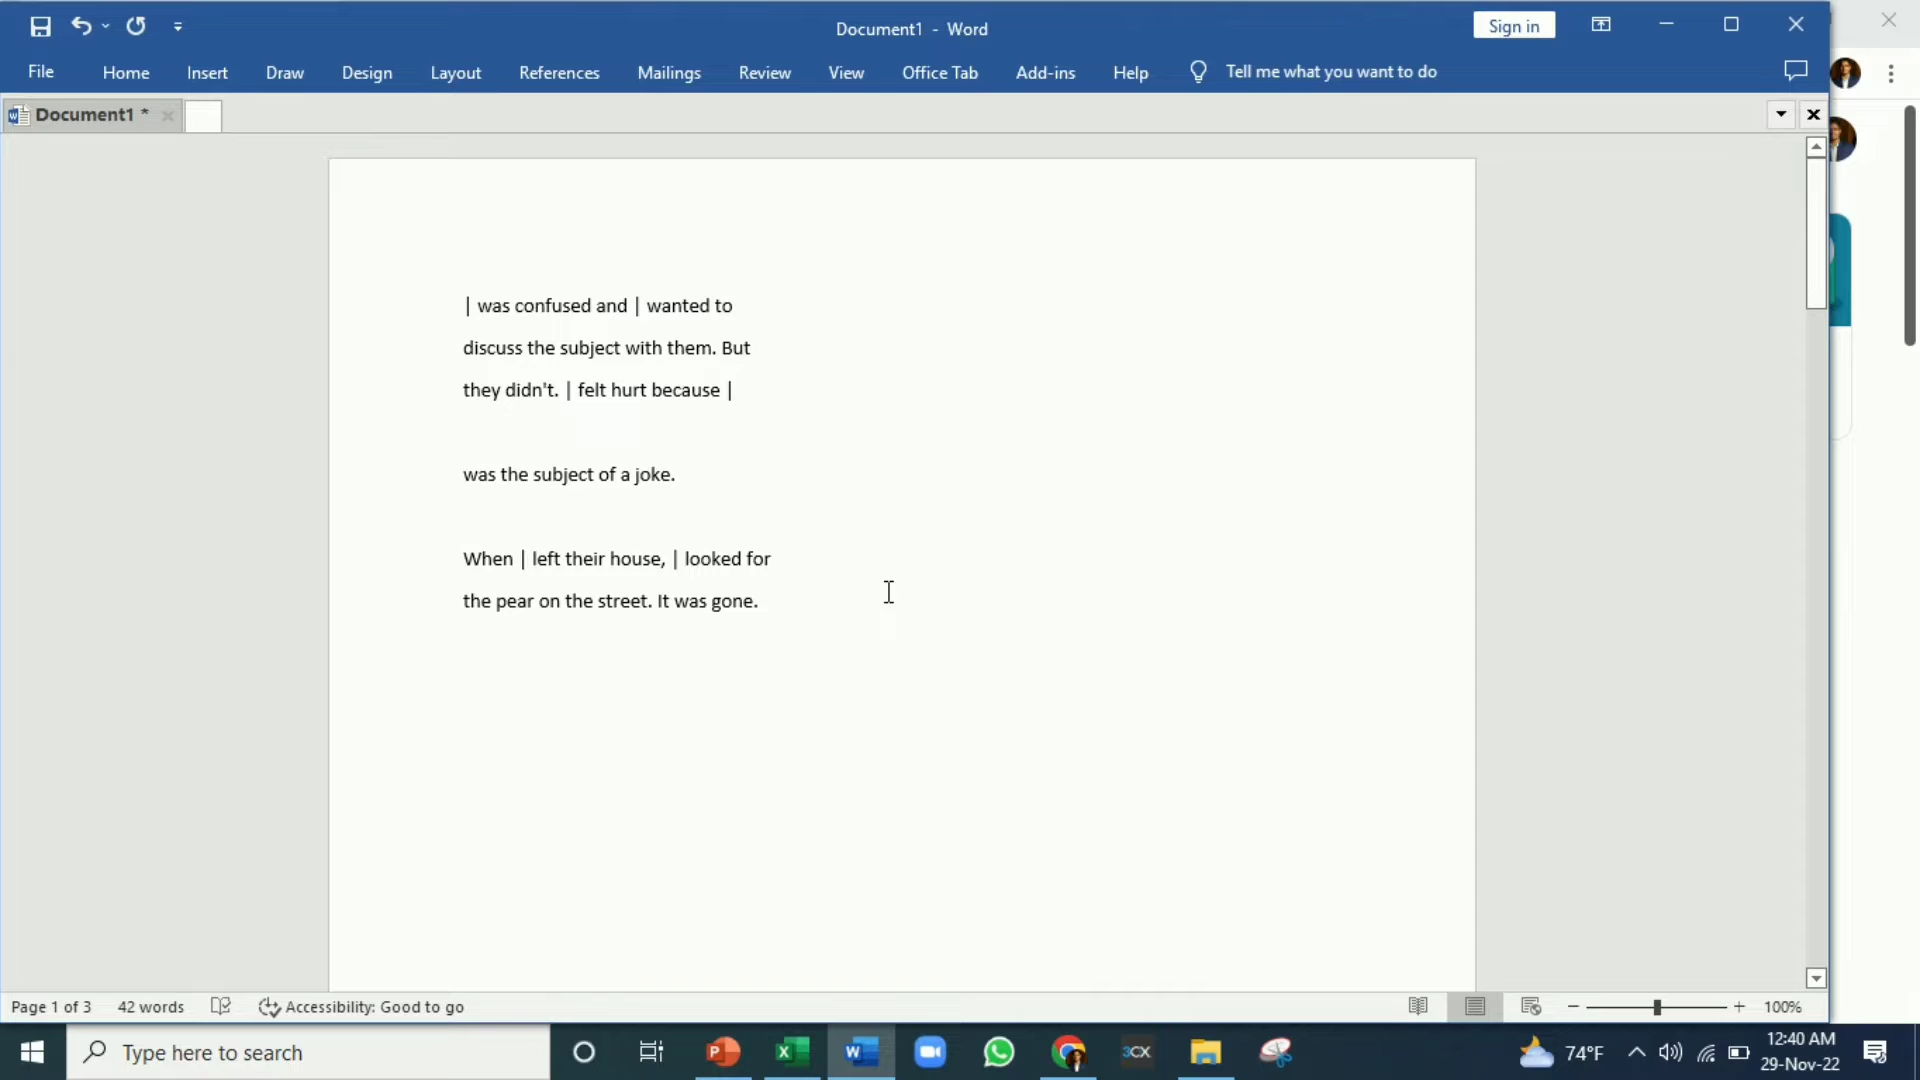 Document1 - Word
Sign in
File Home Insert Draw Design Layout References Mailings Review View Office Tab Add-ins Help Tell me what you want to do
Document1 *
| was confused and | wanted to
discuss the subject with them. But
they didn't. | felt hurt because |
was the subject of a joke.
When | left their house, | looked for
the pear on the street. It was gone.
Page 1 of 3 42 words Accessibility: Good to go 100%
Type here to search
P X W 3CX
74°F
12:40 AM
29-Nov-22